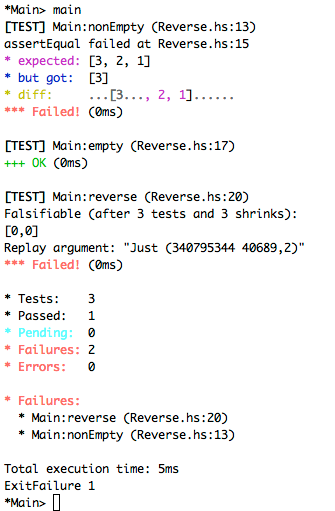 *Main> main
[TEST] Main:nonEmpty (Reverse.hs:13)
assertEqual failed at Reverse.hs:15
* expected: [3, 2, 1]
* but got:  [3]
* diff:     ...[3..., 2, 1]......
*** Failed! (0ms)
[TEST] Main:empty (Reverse.hs:17)
+++ OK (0ms)
[TEST] Main:reverse (Reverse.hs:20)
Falsifiable (after 3 tests and 3 shrinks):
[0,0]
Replay argument: "Just (340795344 40689,2)"
*** Failed! (0ms)
* Tests:    3
* Passed:   1
* Pending:  0
* Failures: 2
* Errors:   0
* Failures:
  * Main:reverse (Reverse.hs:20)
  * Main:nonEmpty (Reverse.hs:13)
Total execution time: 5ms
ExitFailure 1
*Main>